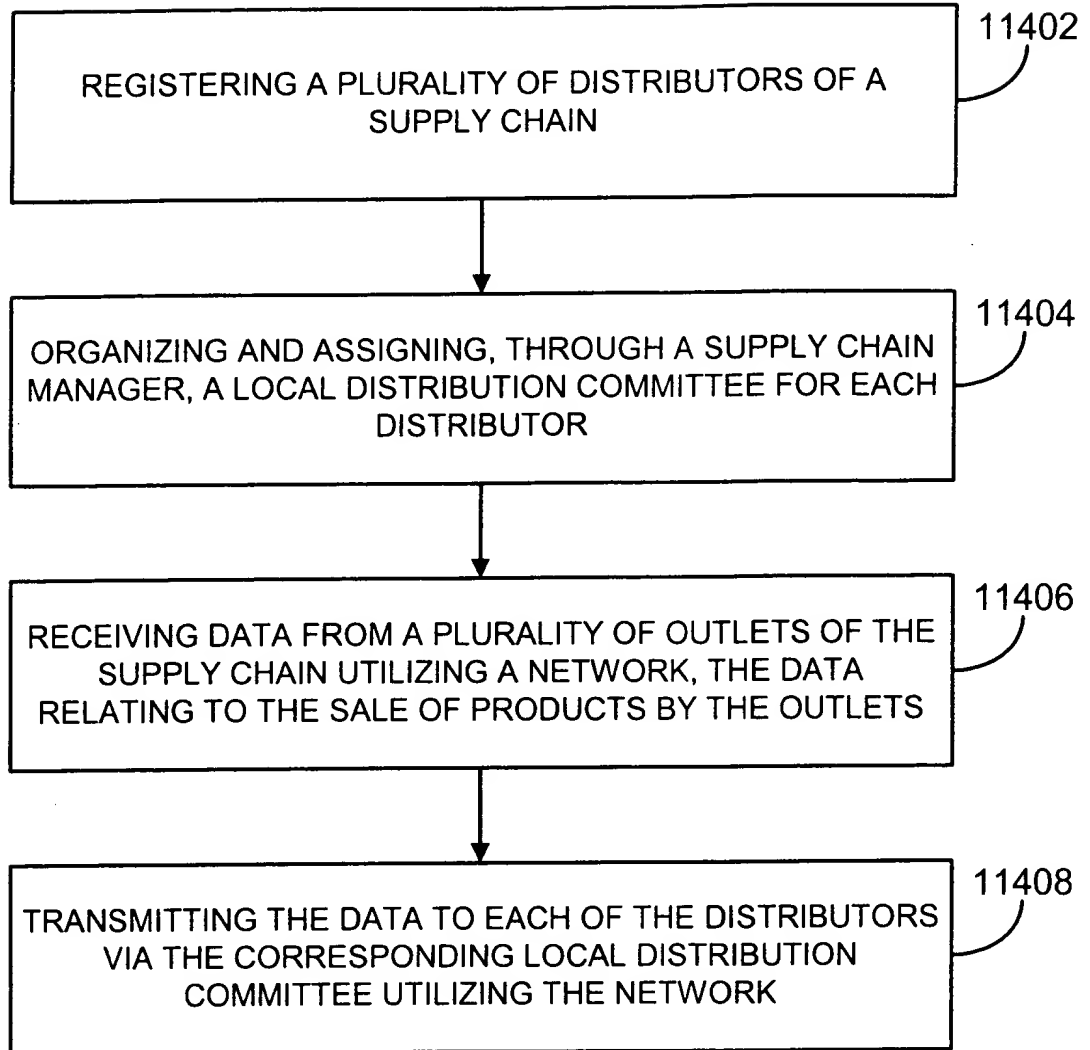 11402
REGISTERING A PLURALITY OF DISTRIBUTORS OF A
SUPPLY CHAIN
11404
ORGANIZING AND ASSIGNING, THROUGH A SUPPLY CHAIN
MANAGER, A LOCAL DISTRIBUTION COMMITTEE FOR EACH
DISTRIBUTOR
11406
RECEIVING DATA FROM A PLURALITY OF OUTLETS OF THE
SUPPLY CHAIN UTILIZING A NETWORK, THE DATA
RELATING TO THE SALE OF PRODUCTS BY THE OUTLETS
11408
TRANSMITTING THE DATA TO EACH OF THE DISTRIBUTORS
VIA THE CORRESPONDING LOCAL DISTRIBUTION
COMMITTEE UTILIZING THE NETWORK